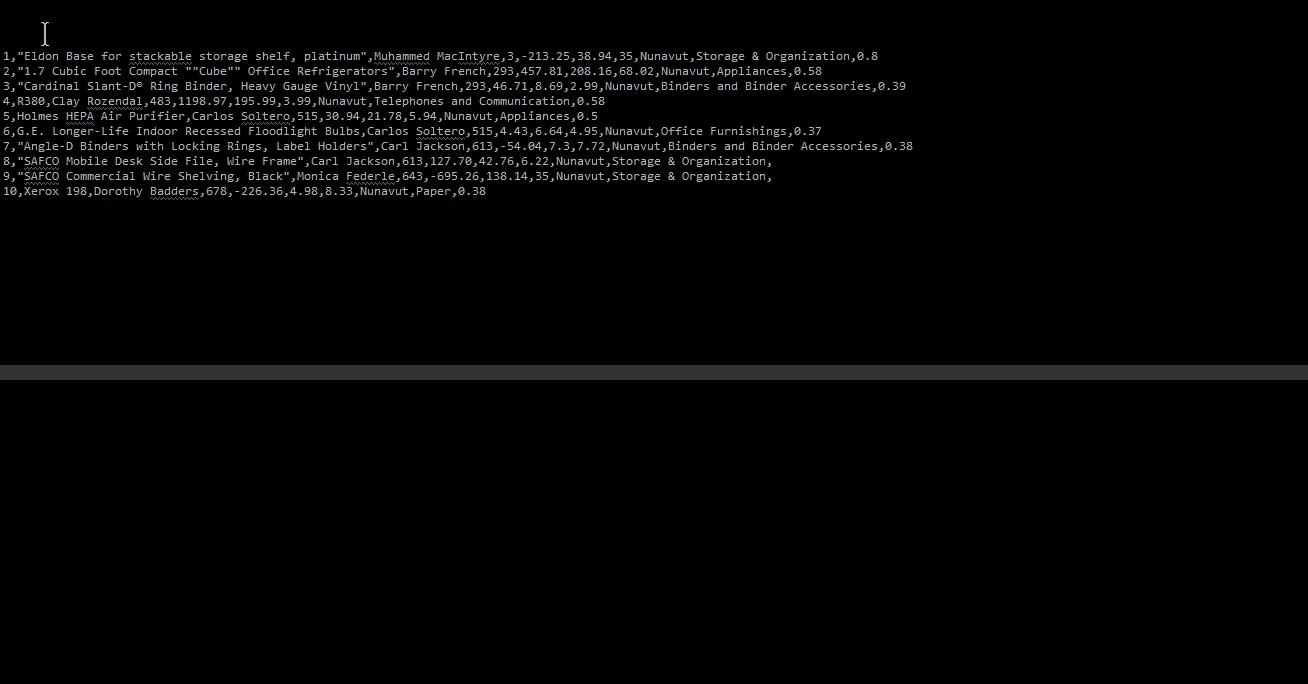 1,"Eldon Base for stackable storage shelf, platinum",Muhammed MacIntyre,3,-213.25,38.94,35,Nunavut,Storage & Organization,0.8
2,"1.7 Cubic Foot Compact ""Cube"" Office Refrigerators",Barry French,293,457.81,208.16,68.02,Nunavut,Appliances,0.58
3,"Cardinal Slant-D® Ring Binder, Heavy Gauge Vinyl",Barry French,293,46.71,8.69,2.99,Nunavut,Binders and Binder Accessories,0.39
4,R380,Clay Rozendal,483,1198.97,195.99,3.99,Nunavut,Telephones and Communication,0.58
5,Holmes HEPA Air Purifier,Carlos Soltero,515,30.94,21.78,5.94,Nunavut,Appliances,0.5
6,G.E. Longer-Life Indoor Recessed Floodlight Bulbs,Carlos Soltero,515,4.43,6.64,4.95,Nunavut,Office Furnishings,0.37
7,"Angle-D Binders with Locking Rings, Label Holders",Carl Jackson,613,-54.04,7.3,7.72,Nunavut,Binders and Binder Accessories,0.38
8,"SAFCO Mobile Desk Side File, Wire Frame",Carl Jackson,613,127.70,42.76,6.22,Nunavut,Storage & Organization,
9,"SAFCO Commercial Wire Shelving, Black",Monica Federle,643,-695.26,138.14,35,Nunavut,Storage & Organization,
10,Xerox 198,Dorothy Badders,678,-226.36,4.98,8.33,Nunavut,Paper,0.38